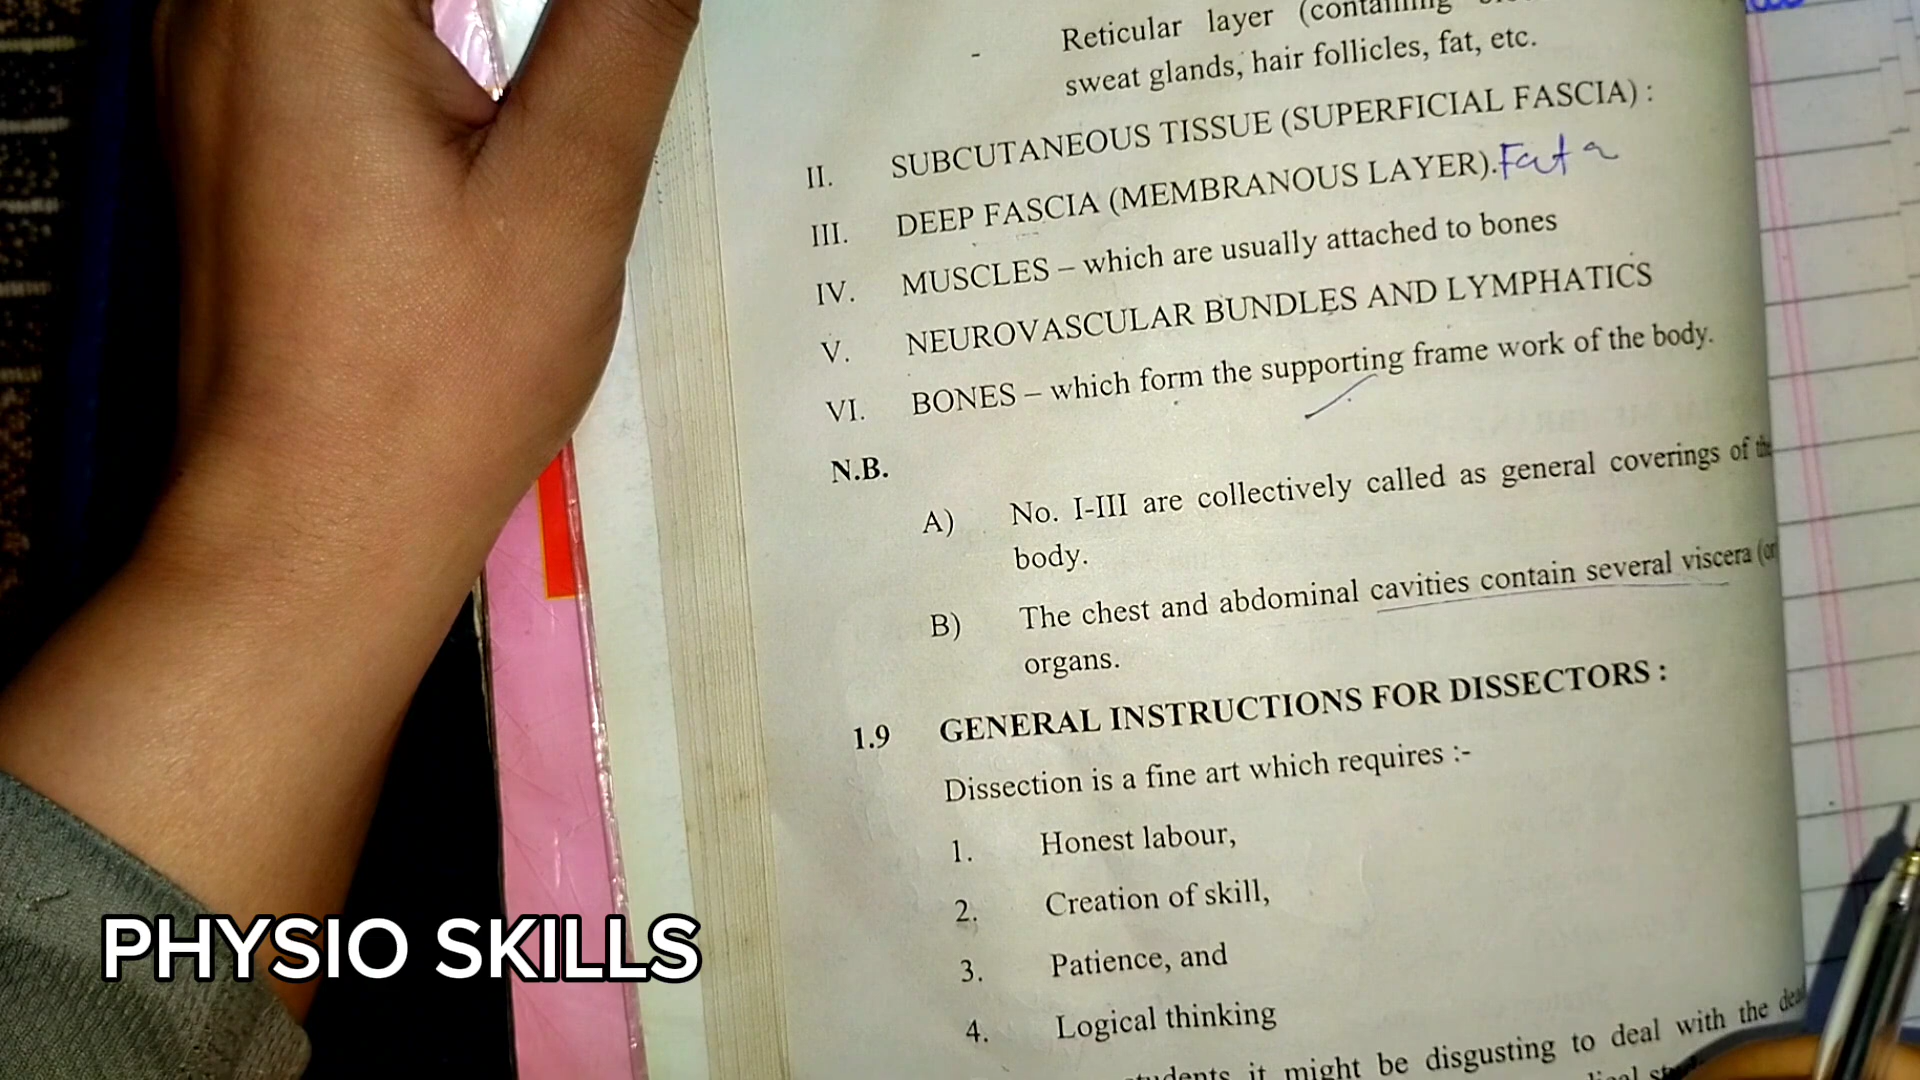 - Reticular layer (containing
sweat glands, hair follicles, fat, etc.
II. SUBCUTANEOUS TISSUE (SUPERFICIAL FASCIA) :
III. DEEP FASCIA (MEMBRANOUS LAYER). Fat
IV. MUSCLES – which are usually attached to bones
V. NEUROVASCULAR BUNDLES AND LYMPHATICS
VI. BONES – which form the supporting frame work of the body.
N.B.
A) No. I-III are collectively called as general coverings of the
body.
B) The chest and abdominal cavities contain several viscera (or
organs.
1.9 GENERAL INSTRUCTIONS FOR DISSECTORS :
Dissection is a fine art which requires :-
1. Honest labour,
2. Creation of skill,
3. Patience, and
4. Logical thinking
it might be disgusting to deal with the
PHYSIO SKILLS